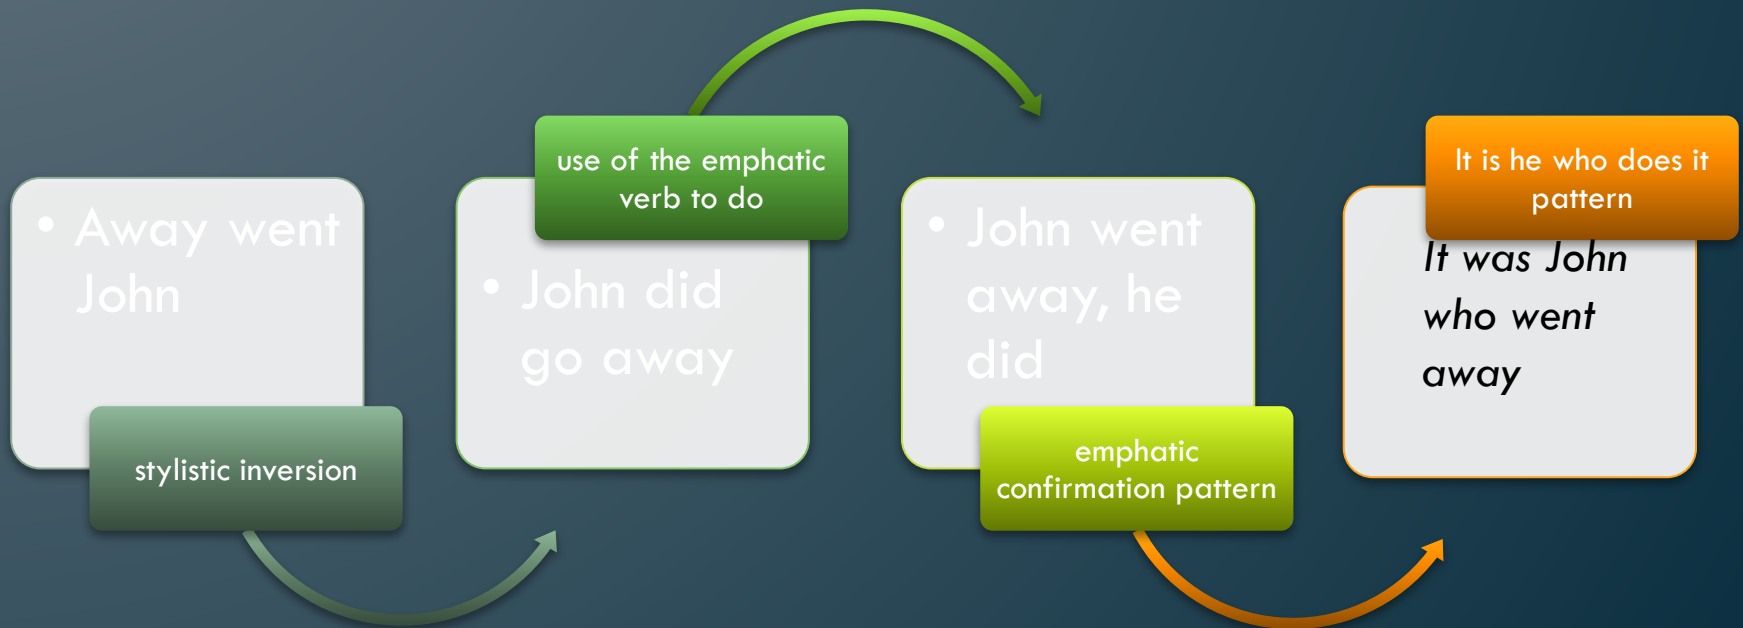 • Away went
John
stylistic inversion
use of the emphatic
verb to do
• John did
go away
• John went
away, he
did
emphatic
confirmation pattern
It is he who does it
pattern
It was John
who went
away